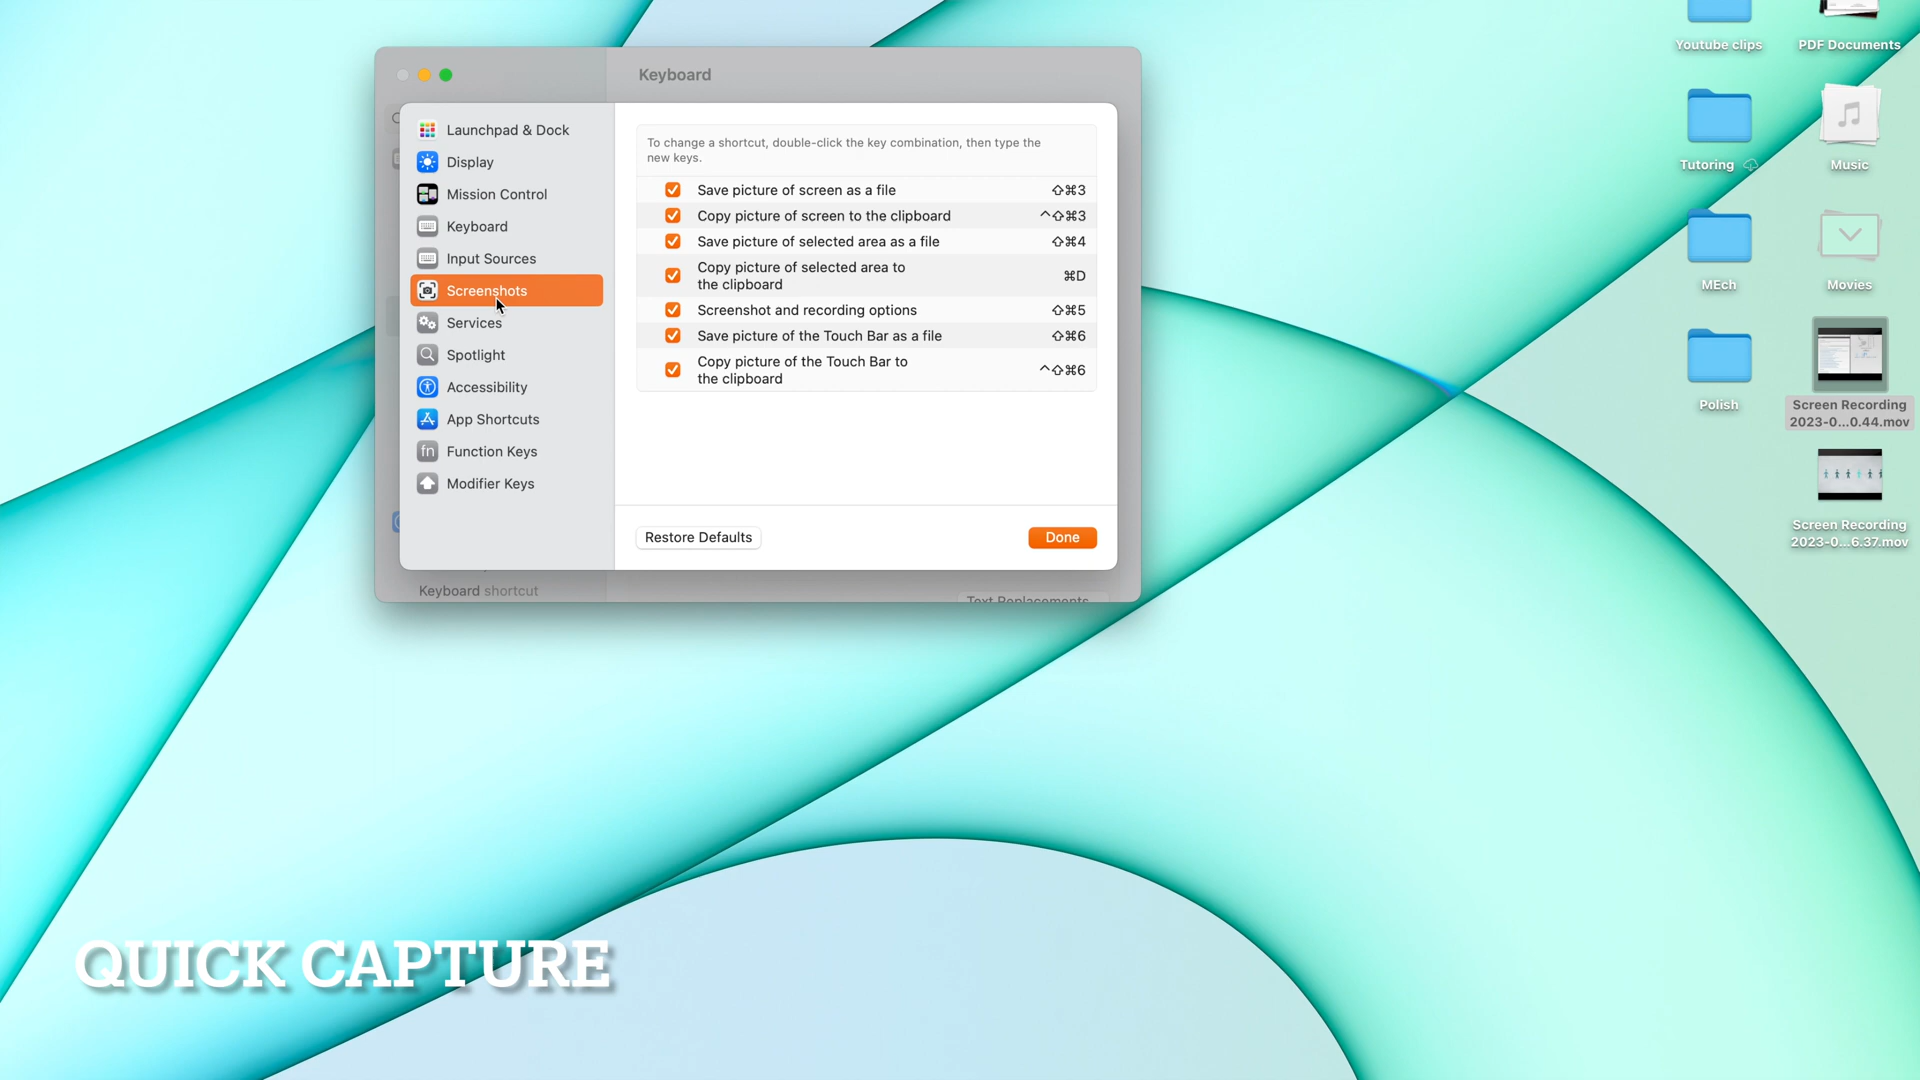 Keyboard
Launchpad & Dock
Display
Mission Control
Keyboard
Input Sources
Screenshots
Services
Spotlight
Accessibility
App Shortcuts
fn Function Keys
Modifier Keys
To change a shortcut, double-click the key combination, then type the
new keys.
Save picture of screen as a file ⇧⌘3
Copy picture of screen to the clipboard ^⇧⌘3
Save picture of selected area as a file ⇧⌘4
Copy picture of selected area to
the clipboard ⌘D
Screenshot and recording options ⇧⌘5
Save picture of the Touch Bar as a file ⇧⌘6
Copy picture of the Touch Bar to
the clipboard ^⇧⌘6
Restore Defaults
Done
Keyboard shortcut
Text Replacements
Youtube clips
PDF Documents
Tutoring
Music
MEch
Movies
Polish
Screen Recording
2023-0...0.44.mov
Screen Recording
2023-0...6.37.mov
QUICK CAPTURE